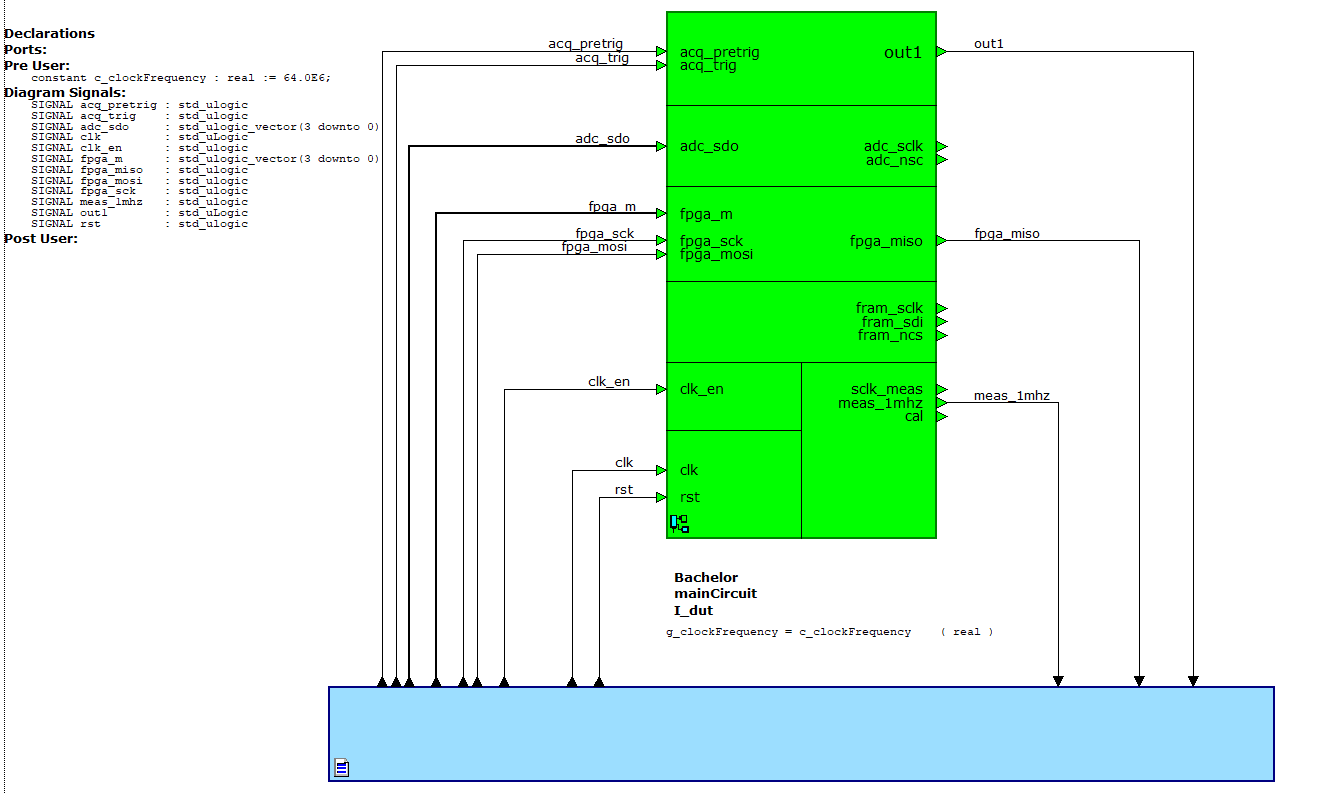 Declarations
Ports:
Pre User:
constant c_clockFrequency : real := 64.0E6;
Diagram Signals:
SIGNAL acq_pretrig : std_ulogic
SIGNAL acq_trig : std_ulogic
SIGNAL adc_sdo : std_ulogic_vector(3 downto 0)
SIGNAL clk : std_uLogic
SIGNAL clk_en : std_ulogic
SIGNAL fpga_m : std_ulogic_vector(3 downto 0)
SIGNAL fpga_miso : std_ulogic
SIGNAL fpga_mosi : std_ulogic
SIGNAL fpga_sck : std_ulogic
SIGNAL meas_1mhz : std_ulogic
SIGNAL out1 : std_uLogic
SIGNAL rst : std_ulogic
Post User:
acq_pretrig
acq_trig
adc_sdo
fpga_m
fpga_sck
fpga_mosi
clk_en
clk
rst
acq_pretrig
acq_trig
out1
adc_sdo
adc_sclk
adc_nsc
fpga_m
fpga_sck
fpga_mosi
fpga_miso
fram_sclk
fram_sdi
fram_ncs
clk_en
sclk_meas
meas_1mhz
cal
clk
rst
out1
fpga_miso
meas_1mhz
Bachelor
mainCircuit
I_dut
g_clockFrequency = c_clockFrequency ( real )